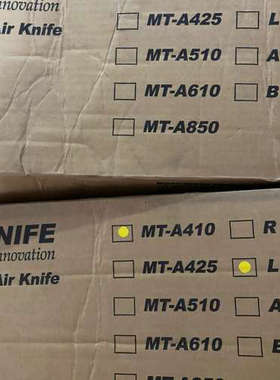 MT-A425 L
nnovation
MT-A510 A
Air Knife
MT-A610 B
MT-A850
NIFE MT-A410 R
nnovation
MT-A425 L
Air Knife
MT-A510 A
MT-A610 B